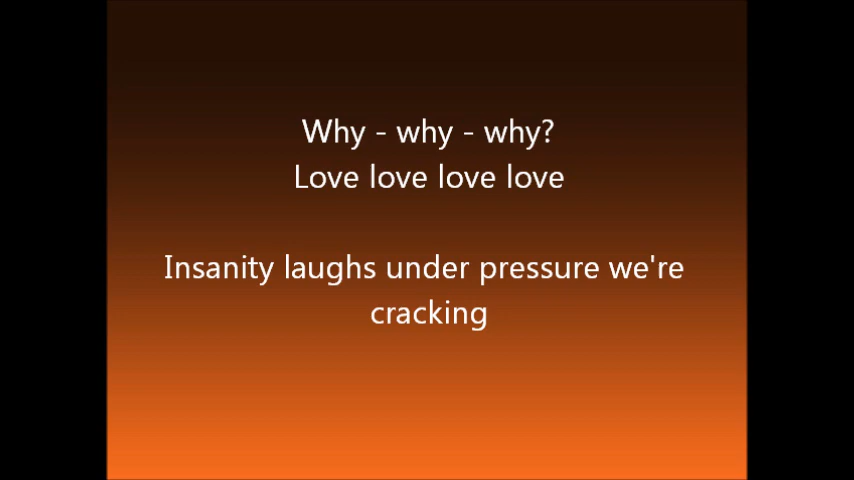 Why - why - why?
Love love love love
Insanity laughs under pressure we're
cracking